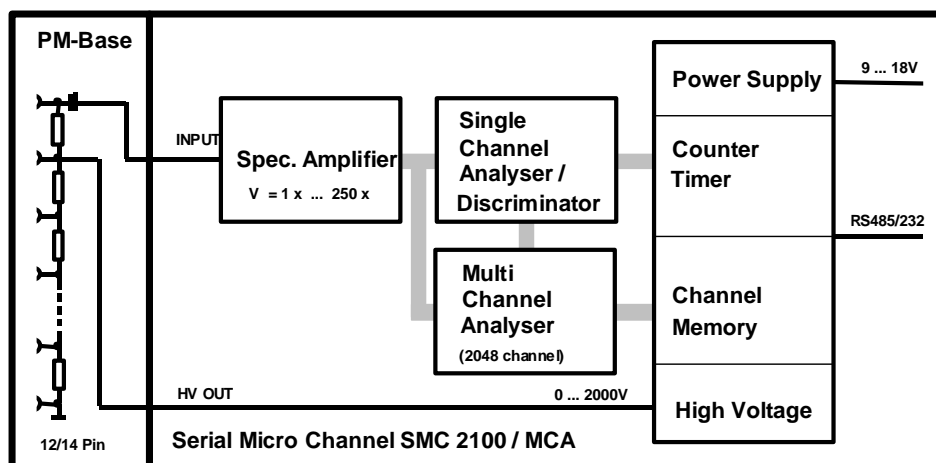 PM-Base
12/14 Pin
INPUT
HV OUT
Spec. Amplifier
V = 1 x ... 250 x
Single
Channel
Analyser /
Discriminator
Multi
Channel
Analyser
(2048 channel)
0 ... 2000V
Power Supply
Counter
Timer
Channel
Memory
High Voltage
9 ... 18V
RS485/232
Serial Micro Channel SMC 2100 / MCA